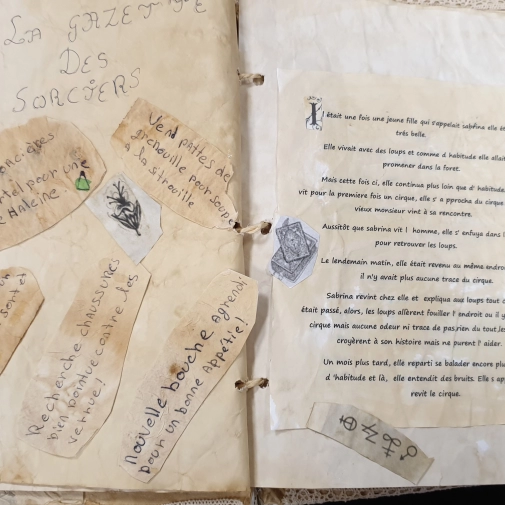 LA GAZETTE
DES
SORCIERS
pour une
Haleine
Vend pattes de
grenouille pour soupe
a la sitrouille
Recherche chaussures
bien pointue contre les
verrue!
nouvelle bouche Agrendi
pour un bonne Appétie!
Il était une fois une jeune fille qui s'appelait sabrina elle
très belle.
Elle vivait avec des loups et comme d habitude elle allait
promener dans la foret.
Mais cette fois ci, elle continua plus loin que d' habitude
vit pour la première fois un cirque, elle s' a pprocha du cirque
vieux monsieur vint à sa rencontre.
Aussitôt que sabrina vit l homme, elle s' enfuya dans l
pour retrouver les loups.
Le lendemain matin, elle était revenu au même endroi
il n'y avait plus aucune trace du cirque.
Sabrina revint chez elle et expliqua aux loups tout c
était passé, alors, les loups allèrent fouiller l endroit ou il y
cirque mais aucune odeur ni trace de pas,rien du tout,les
croyèrent à son histoire mais ne purent l' aider.
Un mois plus tard, elle reparti se balader encore plu
d 'habitude et là, elle entendit des bruits. Elle s ap
revit le cirque.